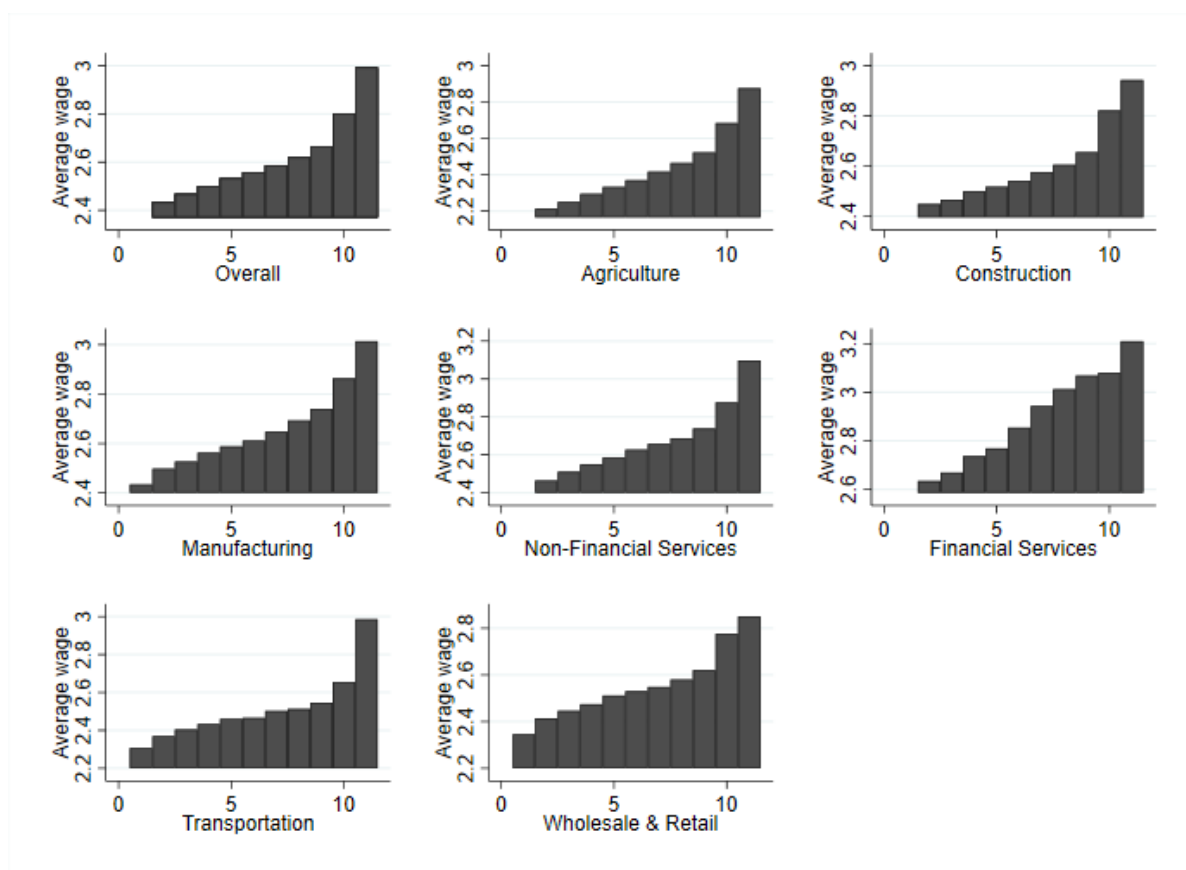 Average wage
3
2.8
2.6
2.4
0 5 10
Overall
Average wage
3
2.8
2.6
2.4
2.2
0 5 10
Agriculture
Average wage
3
2.8
2.6
2.4
0 5 10
Construction
Average wage
3
2.8
2.6
2.4
0 5 10
Manufacturing
Average wage
3.2
3
2.8
2.6
2.4
0 5 10
Non-Financial Services
Average wage
3.2
3
2.8
2.6
0 5 10
Financial Services
Average wage
3
2.8
2.6
2.4
2.2
0 5 10
Transportation
Average wage
2.8
2.6
2.4
2.2
0 5 10
Wholesale & Retail